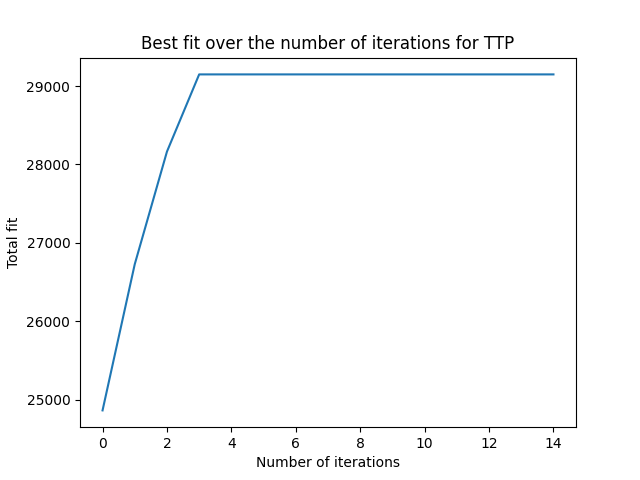 Best fit over the number of iterations for TTP
29000
28000
27000
26000
25000
Total fit
0 2 4 6 8 10 12 14
Number of iterations